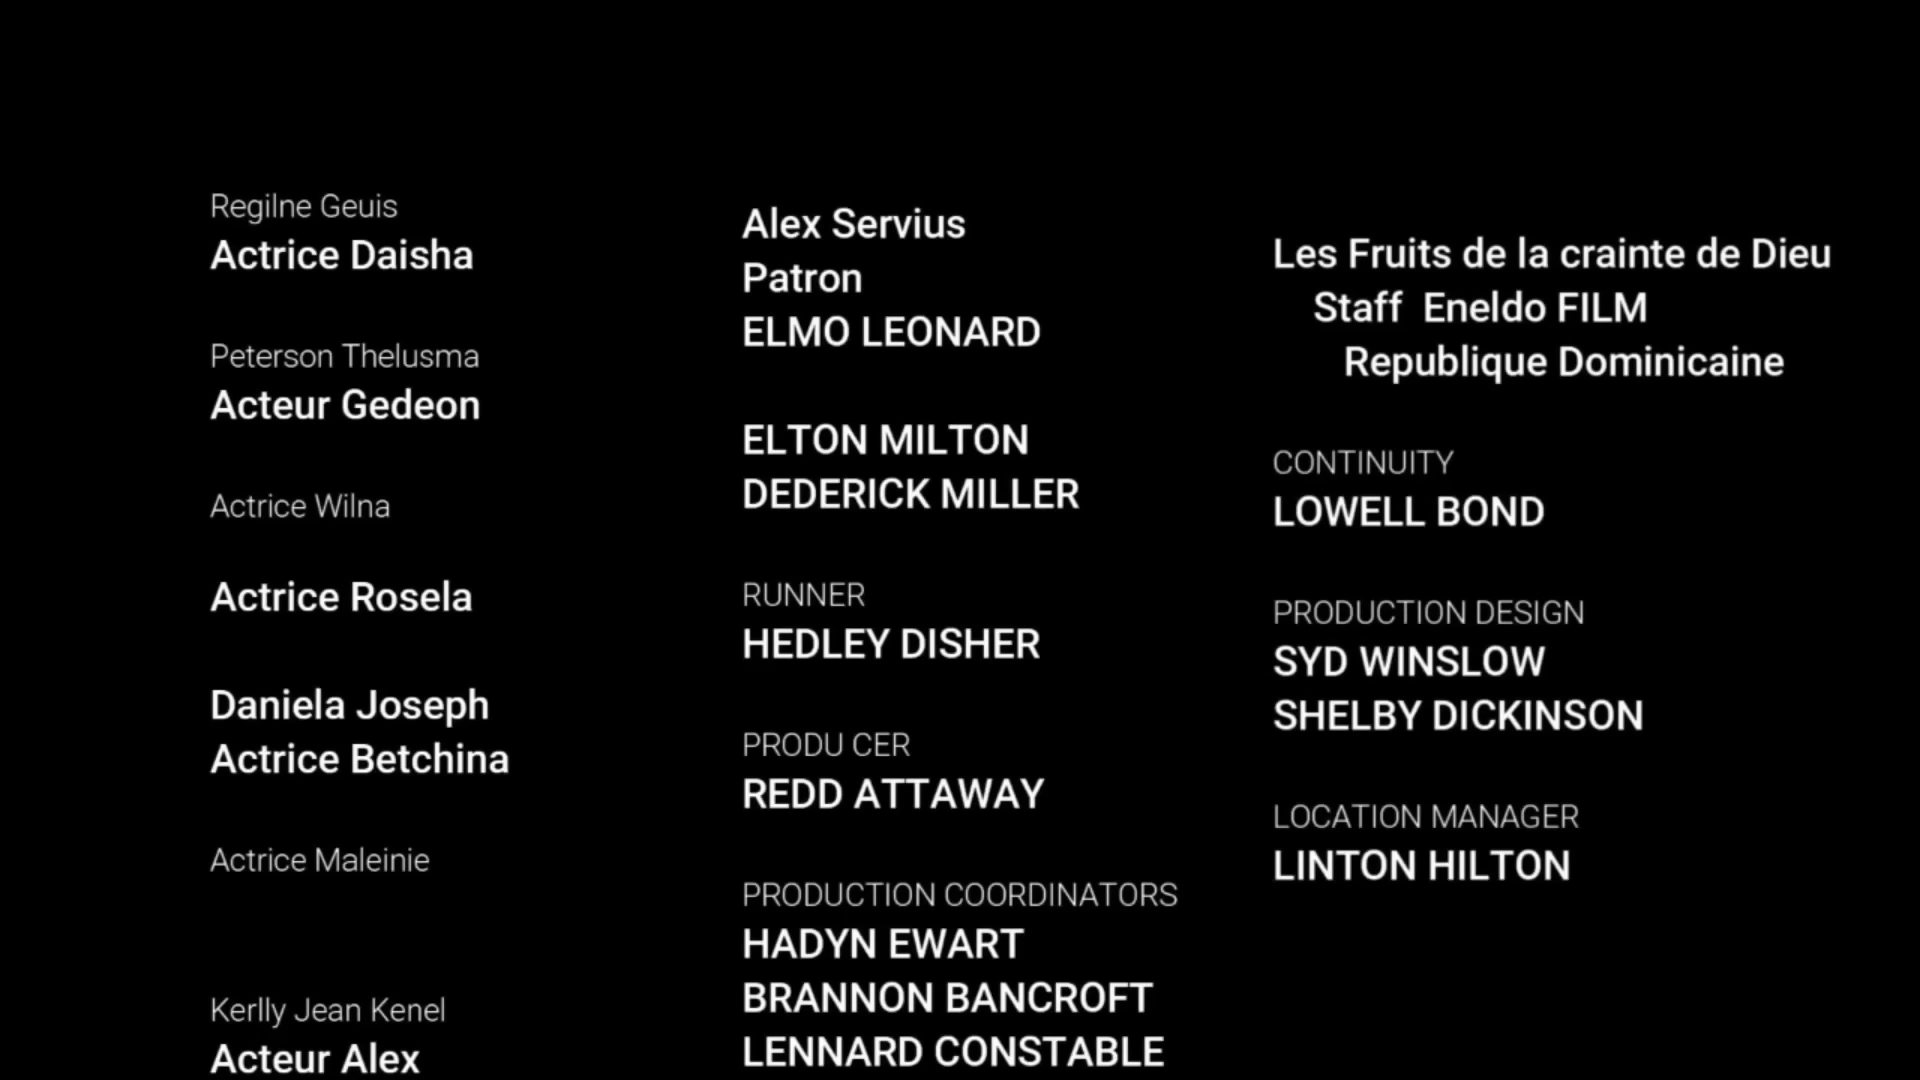 Regilne Geuis
Actrice Daisha
Peterson Thelusma
Acteur Gedeon
Actrice Wilna
Actrice Rosela
Daniela Joseph
Actrice Betchina
Actrice Maleinie
Kerlly Jean Kenel
Acteur Alex
Alex Servius
Patron
ELMO LEONARD
ELTON MILTON
DEDERICK MILLER
RUNNER
HEDLEY DISHER
PRODU CER
REDD ATTAWAY
PRODUCTION COORDINATORS
HADYN EWART
BRANNON BANCROFT
LENNARD CONSTABLE
Les Fruits de la crainte de Dieu
Staff  Eneldo FILM
Republique Dominicaine
CONTINUITY
LOWELL BOND
PRODUCTION DESIGN
SYD WINSLOW
SHELBY DICKINSON
LOCATION MANAGER
LINTON HILTON